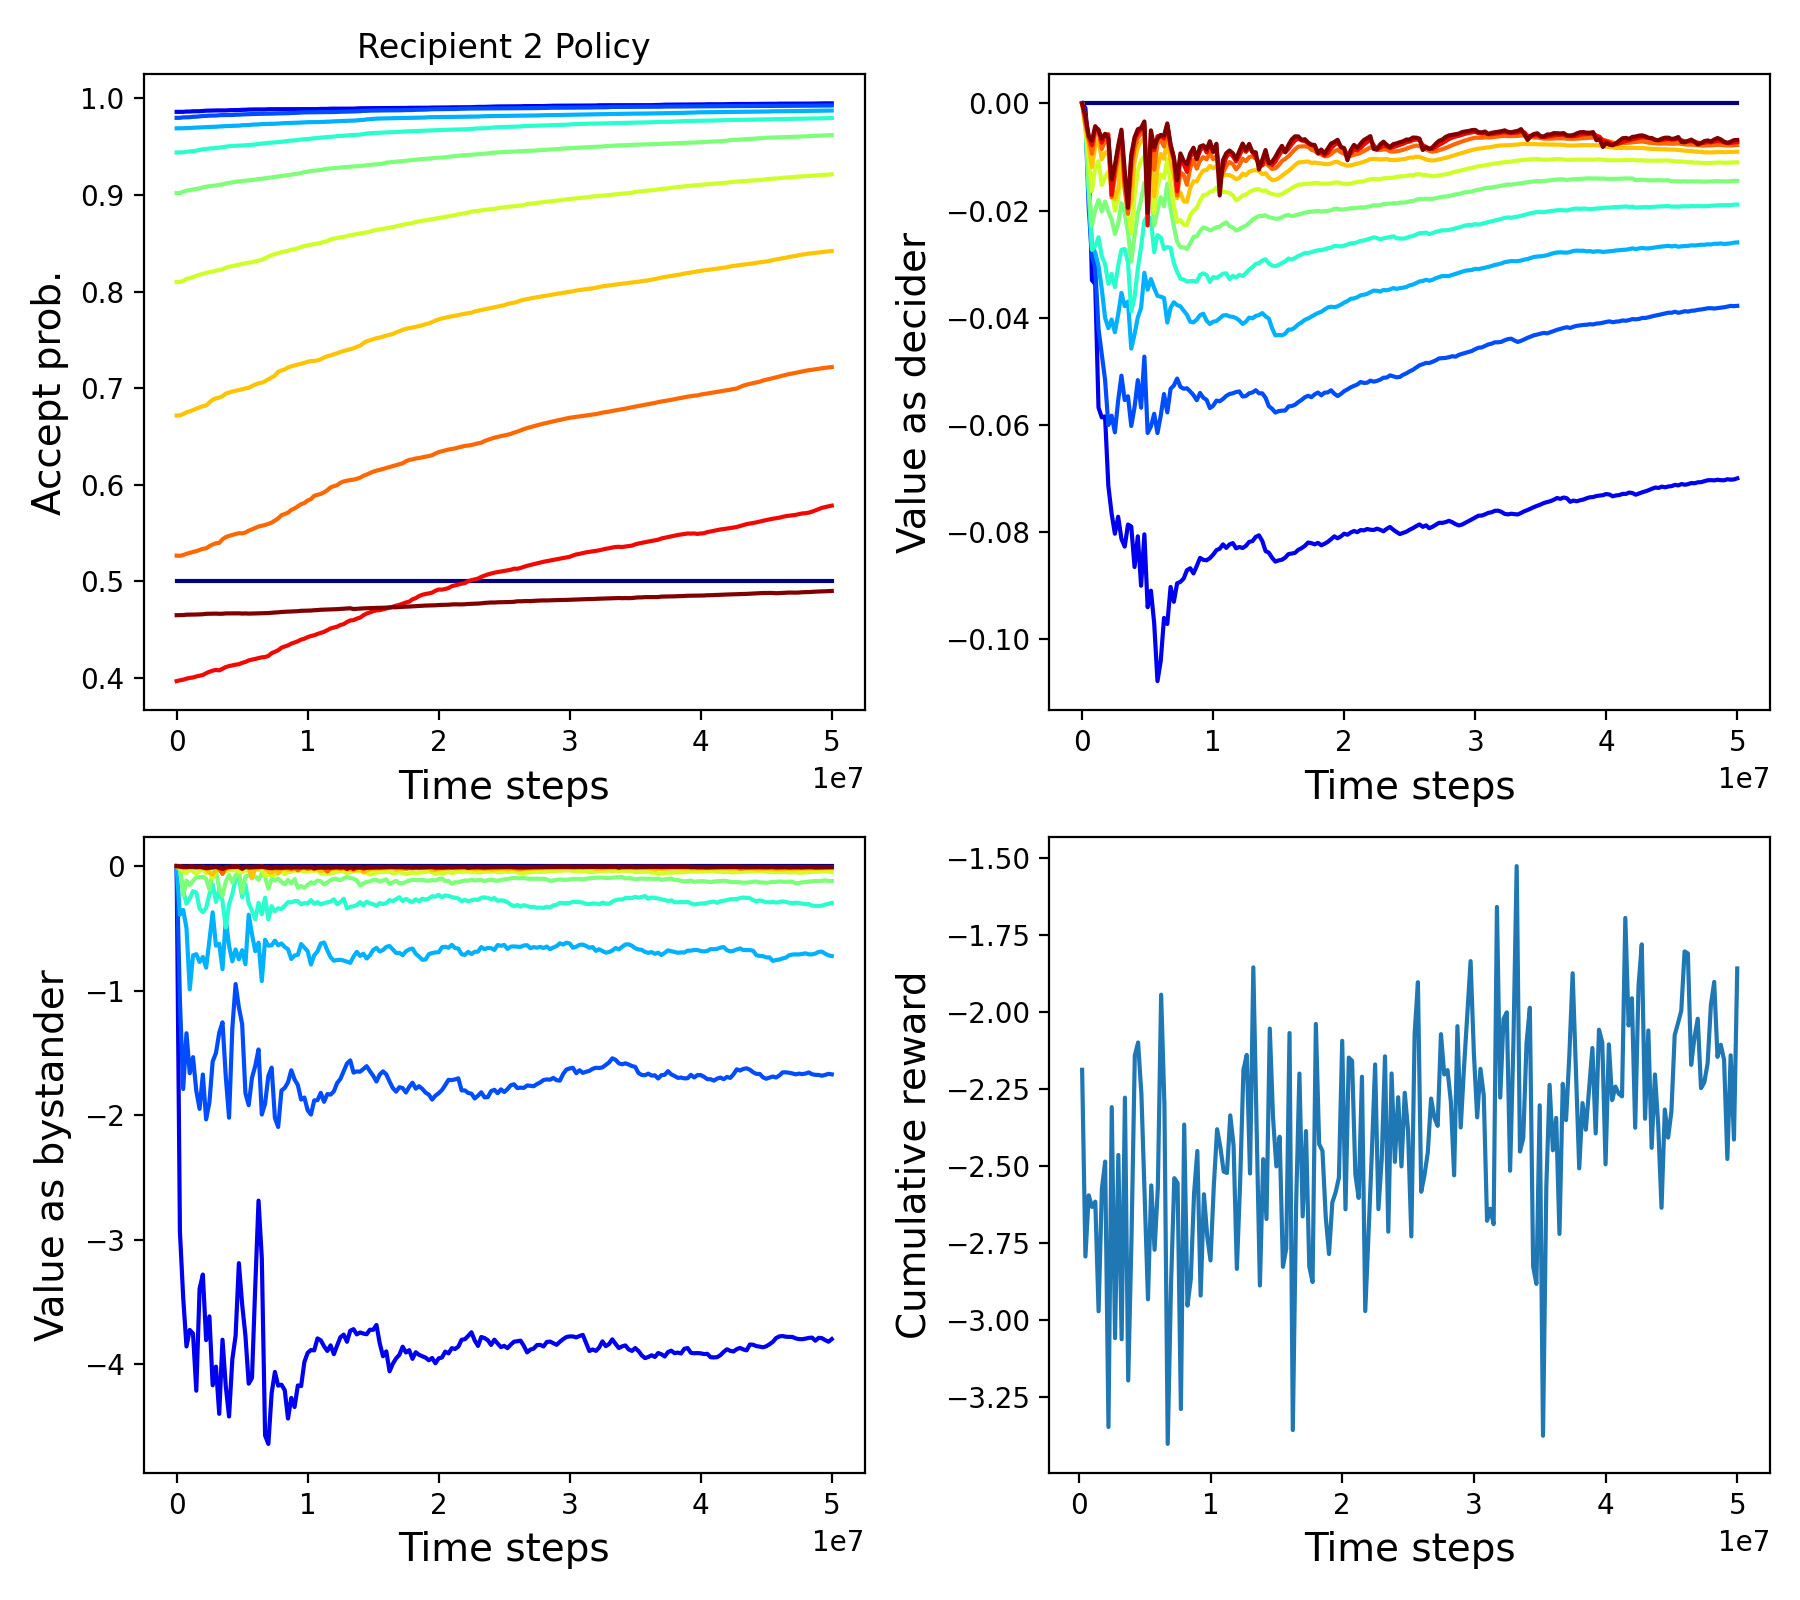 Recipient 2 Policy
Accept prob.
1.0
0.9
0.8
0.7
0.6
0.5
0.4
0 1 2 3 4 5
1e7
Time steps
Value as decider
0.00
−0.02
−0.04
−0.06
−0.08
−0.10
0 1 2 3 4 5
1e7
Time steps
Value as bystander
0
−1
−2
−3
−4
0 1 2 3 4 5
1e7
Time steps
Cumulative reward
−1.50
−1.75
−2.00
−2.25
−2.50
−2.75
−3.00
−3.25
0 1 2 3 4 5
1e7
Time steps